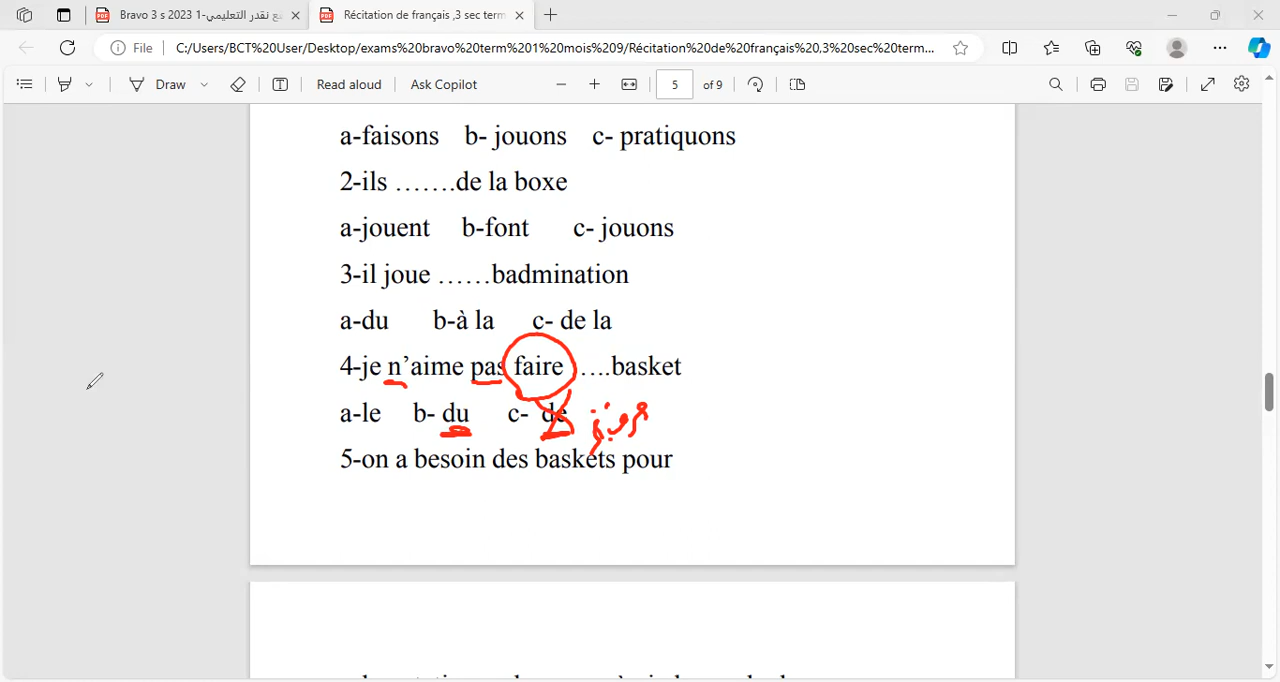 Bravo 3 s 2023 1-نع نقدر التعليمي
Récitation de français ,3 sec term
File C:/Users/BCT%20User/Desktop/exams%20bravo%20term%201%20mois%209/Récitation%20de%20français%20,3%20sec%20term...
Draw Read aloud Ask Copilot 5 of 9
a-faisons b- jouons c- pratiquons
2-ils …….de la boxe
a-jouent b-font c- jouons
3-il joue ……badmination
a-du b-à la c- de la
4-je n’aime pas faire …..basket
a-le b- du c- de
5-on a besoin des baskets pour